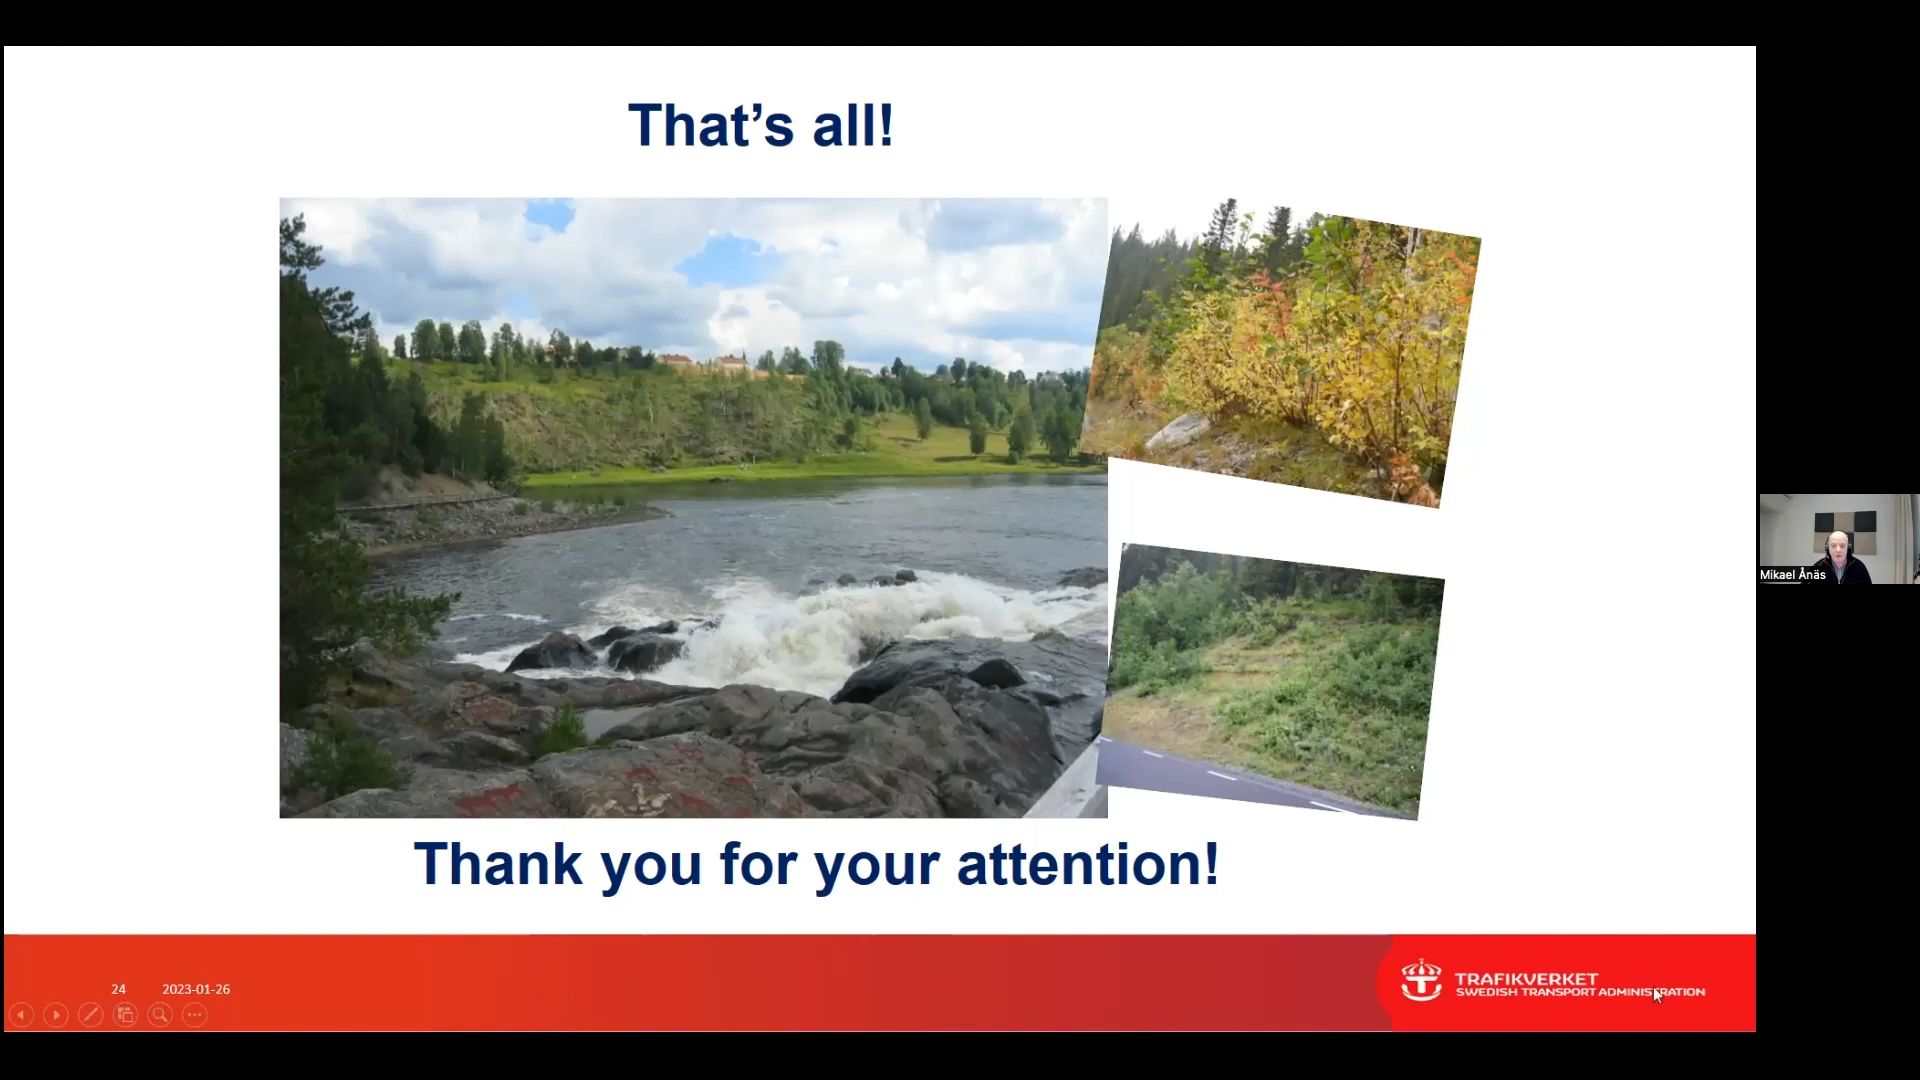 That’s all!
Thank you for your attention!
Mikael Ånäs
24 2023-01-26
TRAFIKVERKET
SWEDISH TRANSPORT ADMINISTRATION